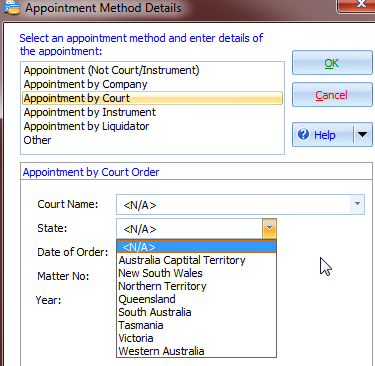 Appointment Method Details
Select an appointment method and enter details of
the appointment:
Appointment (Not Court/Instrument)
Appointment by Company
Appointment by Court
Appointment by Instrument
Appointment by Liquidator
Other
OK
Cancel
Help
Appointment by Court Order
Court Name: <N/A>
State: <N/A>
Date of Order: <N/A>
Australia Captital Territory
New South Wales
Matter No: Northern Territory
Year: Queensland
South Australia
Tasmania
Victoria
Western Australia